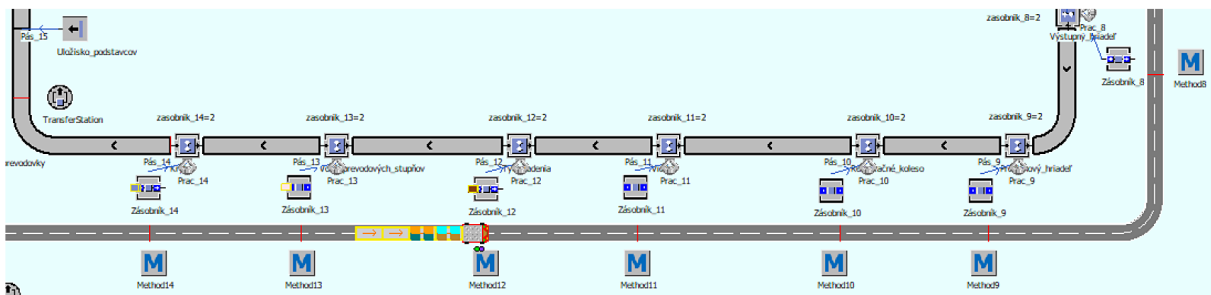 zasobnik_8=2
Prac_8
Pás_15
Výstupný_hriadeľ
Uložisko_podstavcov
Zásobník_8
Method8
TransferStation
zasobnik_14=2
zasobnik_13=2
zasobnik_12=2
zasobnik_11=2
zasobnik_10=2
zasobnik_9=2
Pás_14
Pás_13
Pás_12
Pás_11
Pás_10
Pás_9
Prac_14
Prac_13
Prac_12
Prac_11
Prac_10
Prac_9
Zásobník_14
Zásobník_13
Zásobník_12
Zásobník_11
Zásobník_10
Zásobník_9
M
M
M
M
M
M
M
Method14
Method13
Method12
Method11
Method10
Method9